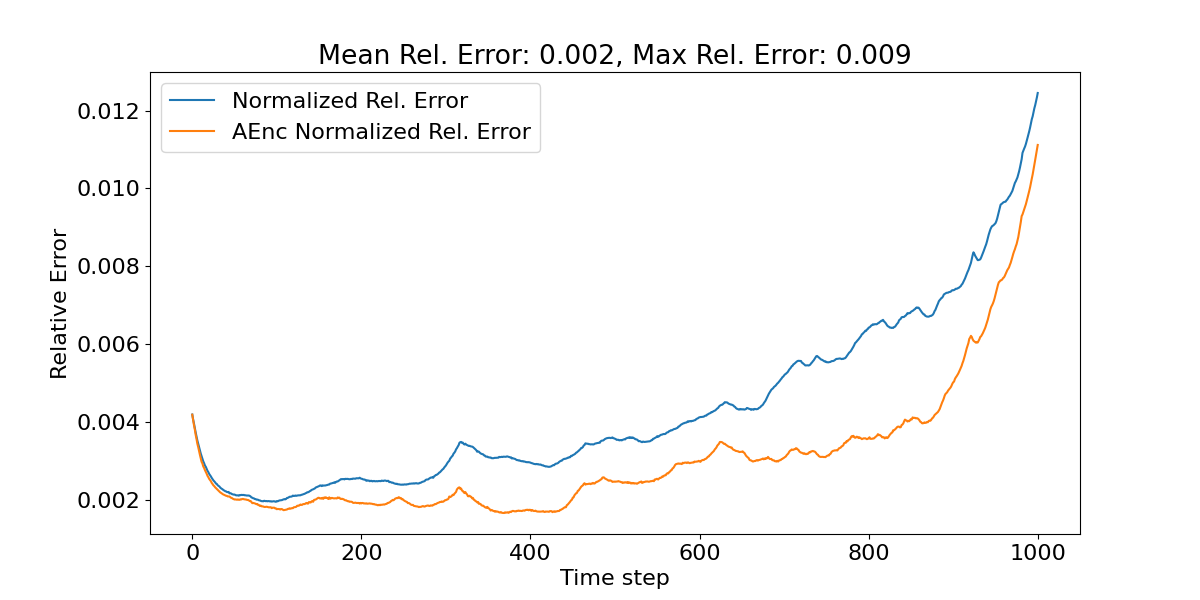 Mean Rel. Error: 0.002, Max Rel. Error: 0.009
Normalized Rel. Error
AEnc Normalized Rel. Error
Relative Error
0.012
0.010
0.008
0.006
0.004
0.002
0 200 400 600 800 1000
Time step